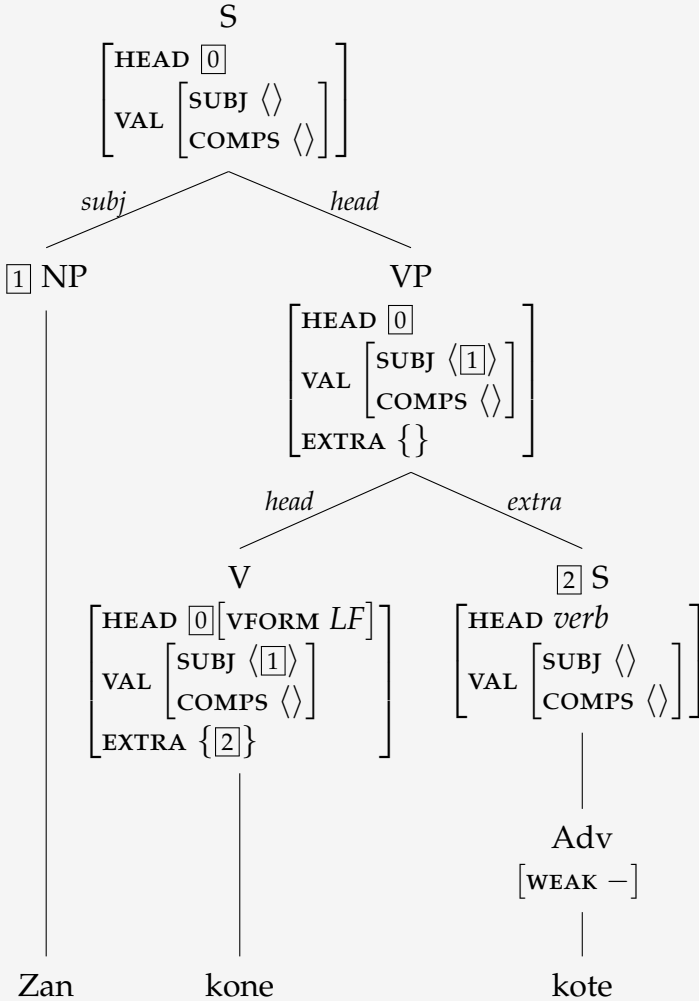 S
HEAD 0
VAL SUBJ ⟨⟩
COMPS ⟨⟩
subj head
1 NP VP
HEAD 0
VAL SUBJ ⟨1⟩
COMPS ⟨⟩
EXTRA {}
head extra
V 2 S
HEAD 0[VFORM LF] HEAD verb
VAL SUBJ ⟨1⟩ VAL SUBJ ⟨⟩
COMPS ⟨⟩ COMPS ⟨⟩
EXTRA {2}
Adv
[WEAK −]
Zan kone kote